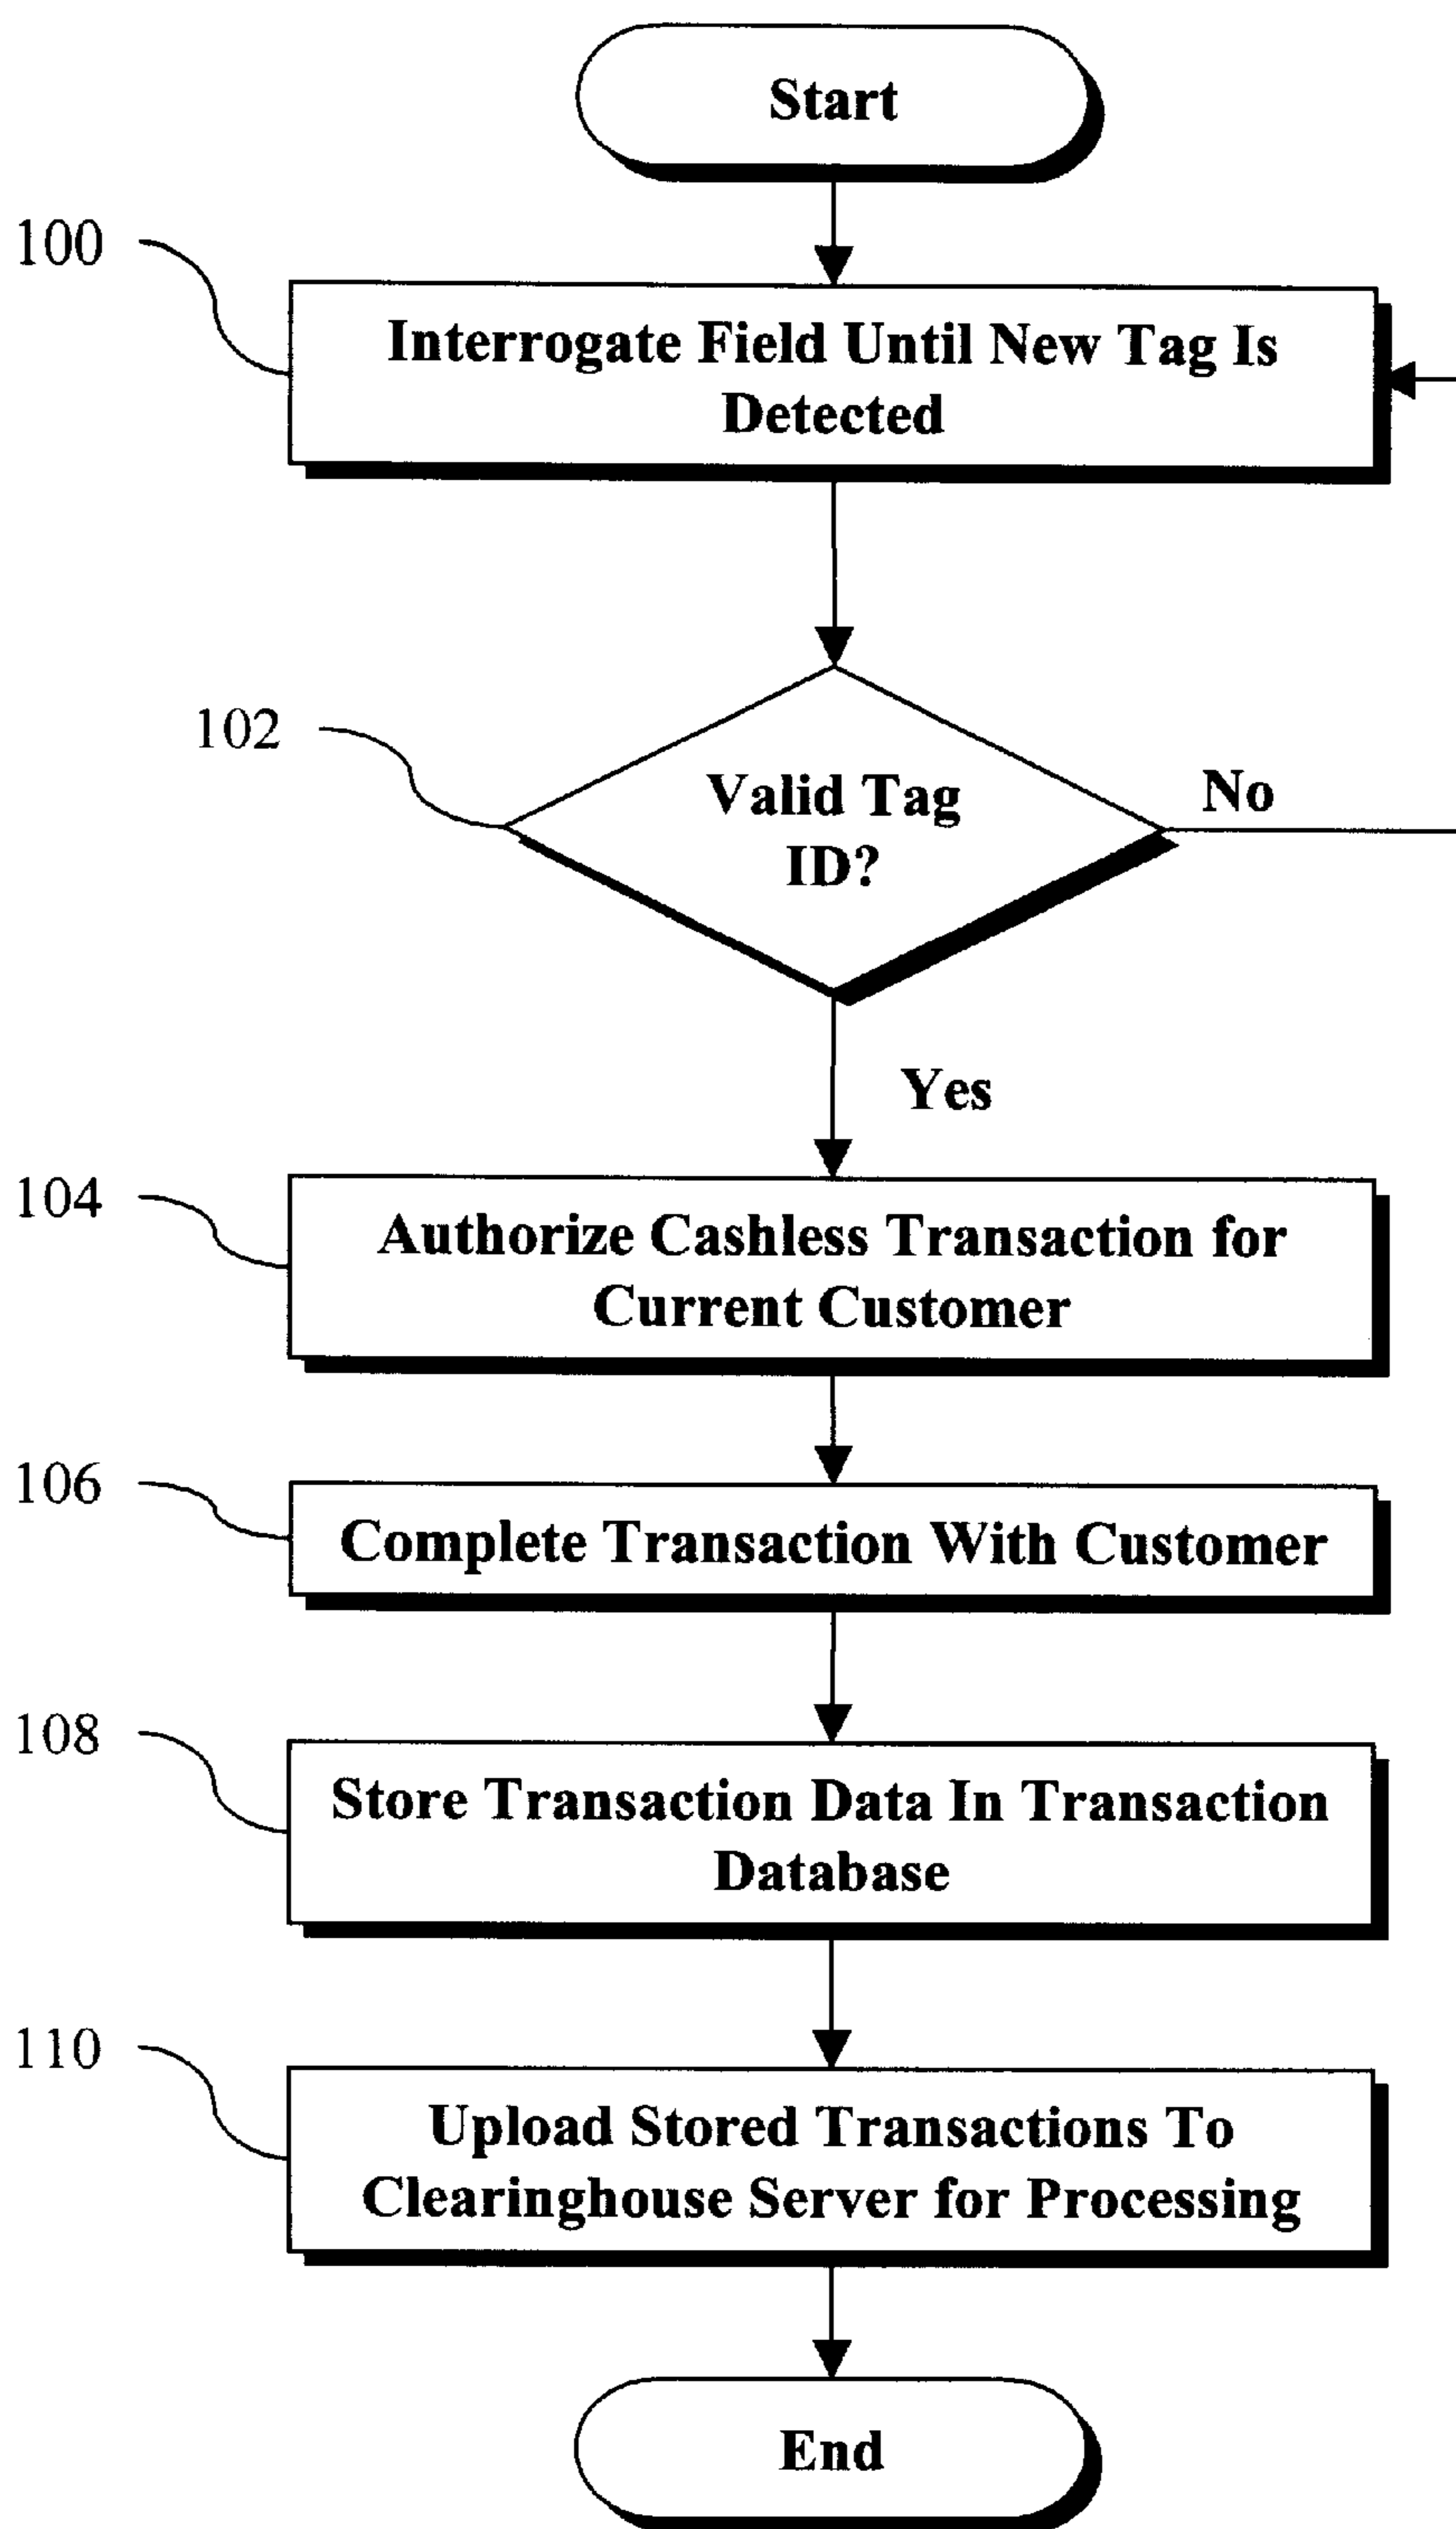 Start
100
Interrogate Field Until New Tag Is
Detected
102
Valid Tag
ID?
No
Yes
104
Authorize Cashless Transaction for
Current Customer
106
Complete Transaction With Customer
108
Store Transaction Data In Transaction
Database
110
Upload Stored Transactions To
Clearinghouse Server for Processing
End